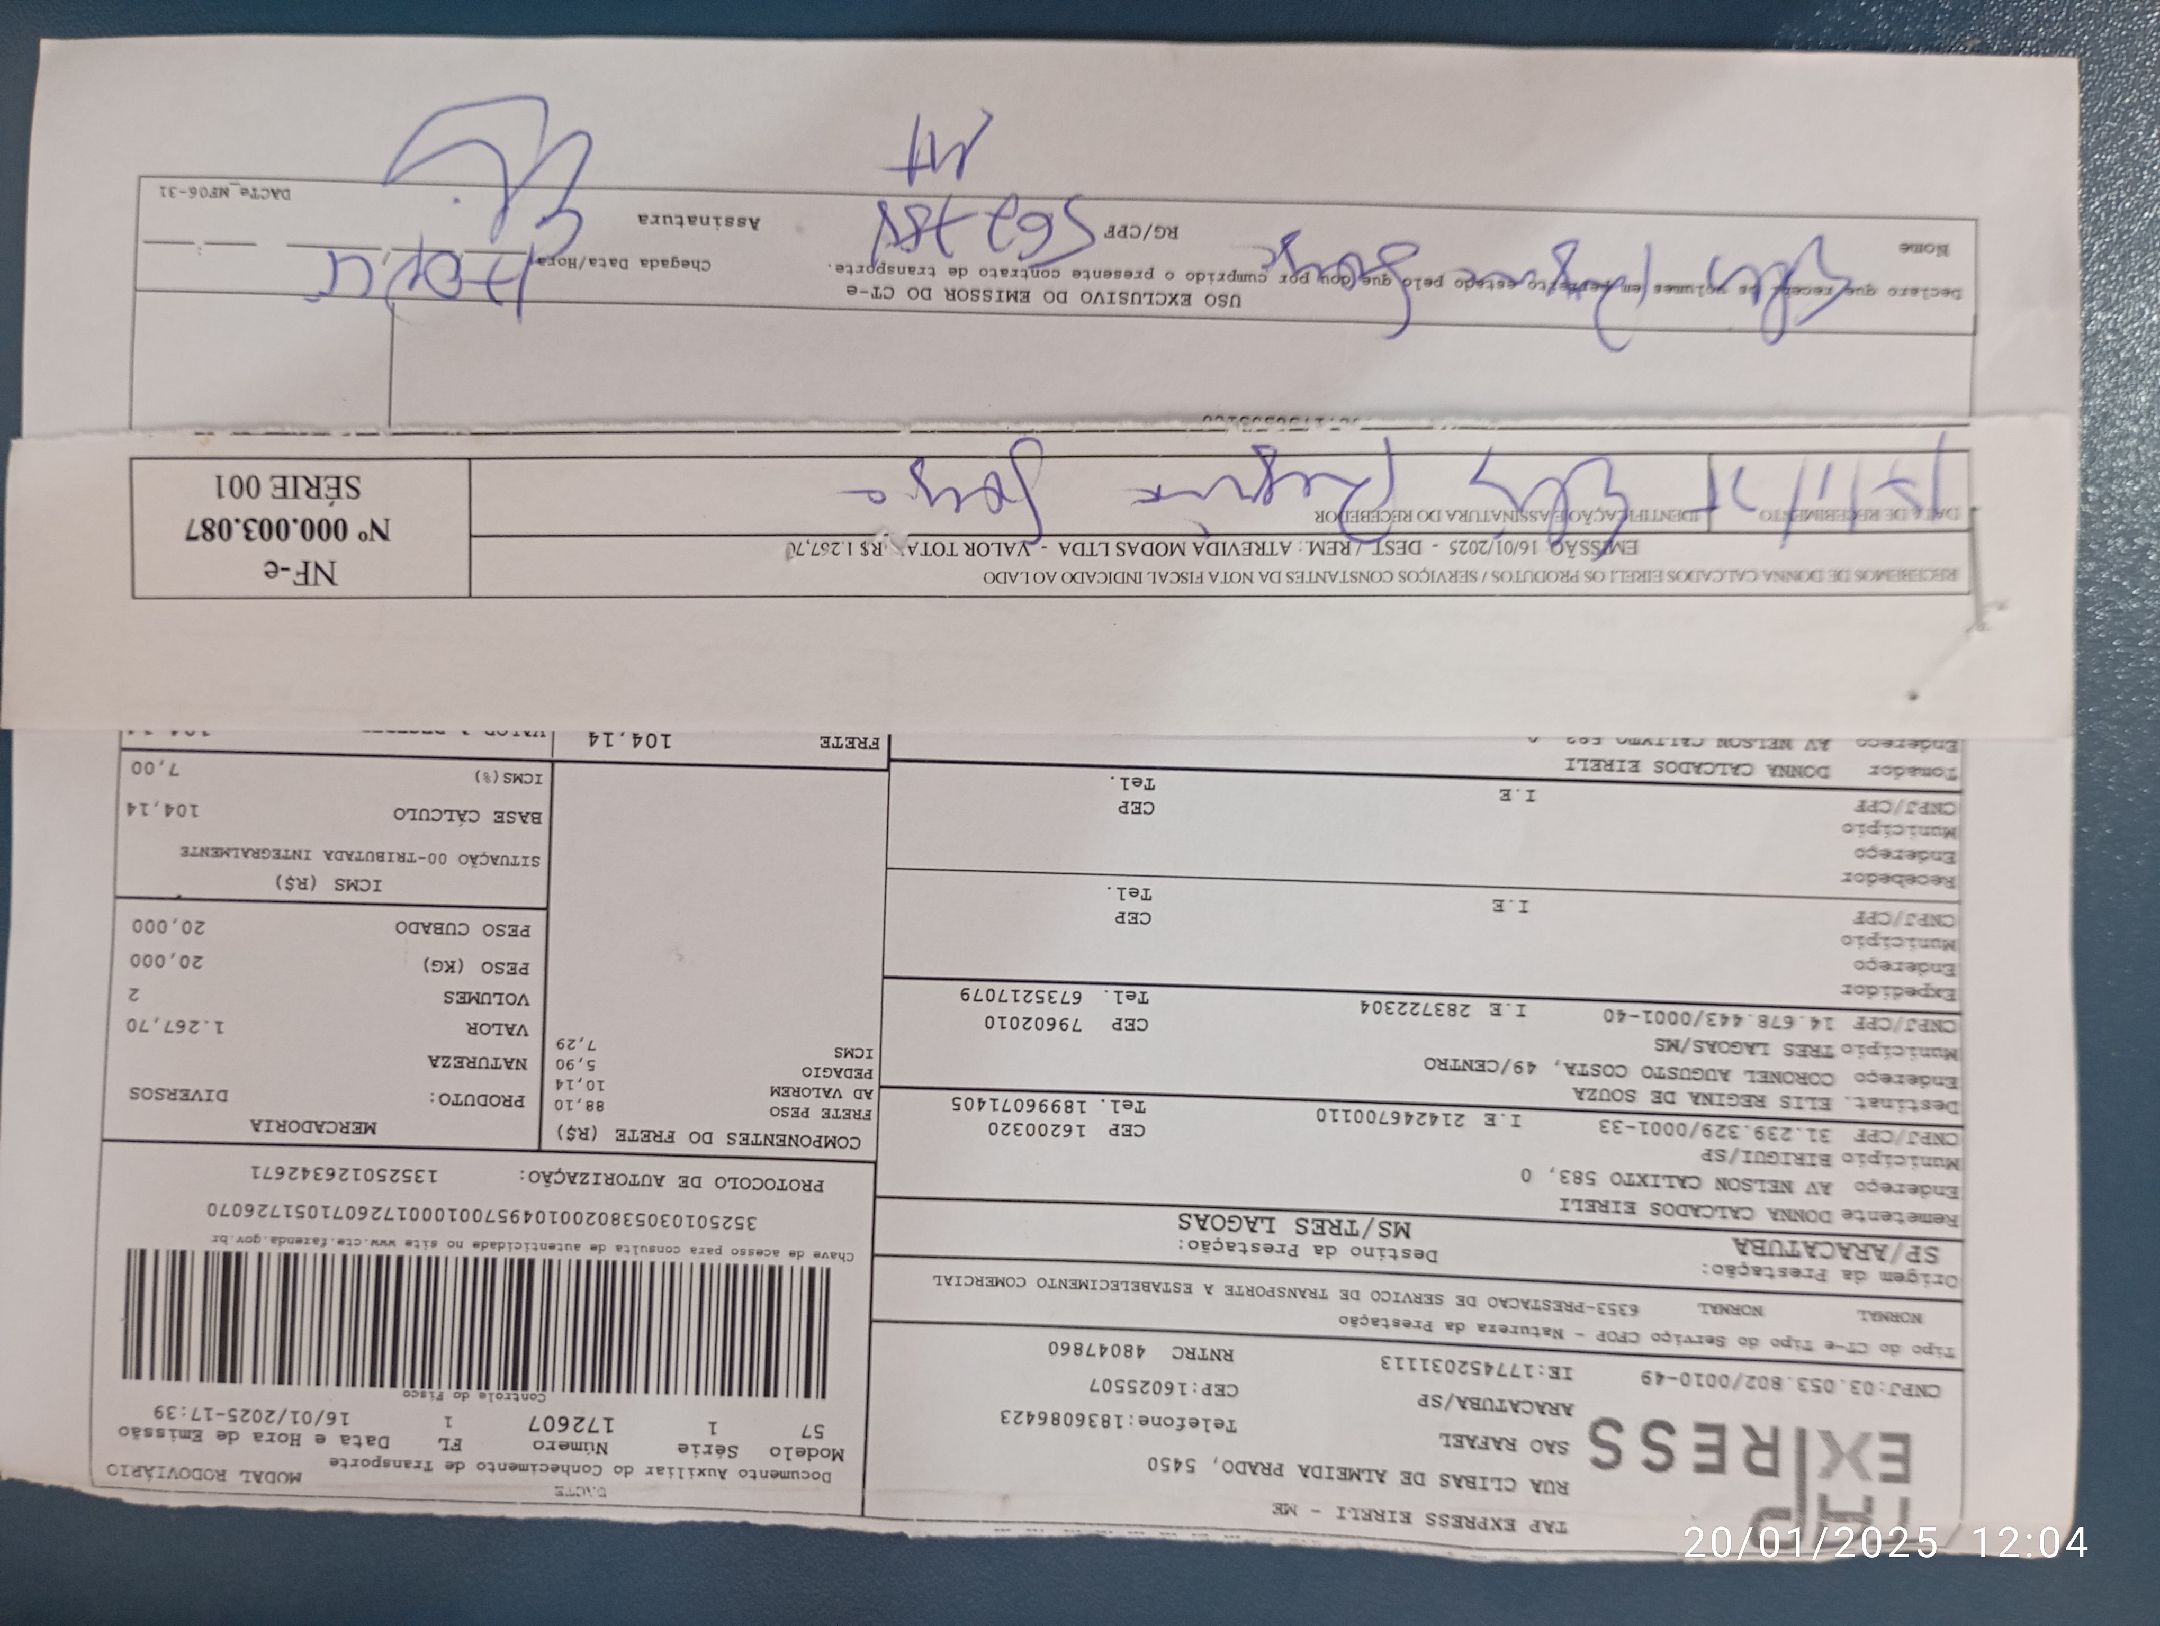 TAP EXPRESS
TAP EXPRESS EIRELI - ME
RUA CLIBAS DE ALMEIDA PRADO, 5450
SAO RAFAEL
Telefone:1836086423
ARACATUBA/SP
CEP:16025507
CNPJ:03.053.802/0010-49
IE:177452031113
RNTRC 48047860
DACTE
Documento Auxiliar do Conhecimento de Transporte
MODAL RODOVIÁRIO
Modelo Série Número FL Data e Hora de Emissão
57 1 172607 1 16/01/2025-17:39
Controle do Fisco
Tipo do CT-e Tipo do Serviço CFOP - Natureza da Prestação
NORMAL NORMAL 6353-PRESTACAO DE SERVICO DE TRANSPORTE A ESTABELECIMENTO COMERCIAL
Chave de acesso para consulta de autenticidade no site www.cte.fazenda.gov.br
35250103053802001049570010001726071051726070
Origem da Prestação: Destino da Prestação:
SP/ARACATUBA MS/TRES LAGOAS
PROTOCOLO DE AUTORIZAÇÃO: 135250126342671
Remetente DONNA CALCADOS EIRELI
Endereço AV NELSON CALIXTO 583, 0
Município BIRIGUI/SP CEP 16200320
CNPJ/CPF 31.239.329/0001-33 I.E 214246700110 Tel. 1899607140
Destinat. ELIS REGINA DE SOUZA
Endereço CORONEL AUGUSTO COSTA, 49/CENTRO
Município TRES LAGOAS/MS CEP 79602010
CNPJ/CPF 14.678.443/0001-40 I.E 283722304 Tel. 6735217079
Expedidor
Endereço
Município CEP
CNPJ/CPF I.E Tel.
Recebedor
Endereço
Município CEP
CNPJ/CPF I.E Tel.
Tomador DONNA CALCADOS EIRELI
Endereço AV NELSON CALIXTO 583, 0
COMPONENTES DO FRETE (R$)
FRETE PESO 88,10
AD VALOREM 10,14
PEDAGIO 5,90
ICMS 7,29
FRETE 104,14
MERCADORIA
PRODUTO: DIVERSOS
NATUREZA
VALOR 1.267,70
VOLUMES 2
PESO (KG) 20,000
PESO CUBADO 20,000
ICMS (R$)
SITUAÇÃO 00-TRIBUTADA INTEGRALMENTE
BASE CÁLCULO 104,14
ICMS(%) 7,00
RECEBEMOS DE DONNA CALCADOS EIRELI OS PRODUTOS / SERVIÇOS CONSTANTES DA NOTA FISCAL INDICADO AO LADO
EMISSÃO 16/01/2025 - DEST. / REM.: ATREVIDA MODAS LTDA - VALOR TOTAL R$ 1.267,70
DATA DE RECEBIMENTO IDENTIFICAÇÃO E ASSINATURA DO RECEBEDOR
Elis Regina
NF-e
Nº 000.003.087
SÉRIE 001
USO EXCLUSIVO DO EMISSOR DO CT-e
Declaro que recebi os volumes em perfeito estado pelo que dou por cumprido o presente contrato de transporte.
Nome Elis Regina
RG/CPF 562788
Assinatura
Chegada Data/Hora
DACTe_MF06-31
20/01/2025 12:04